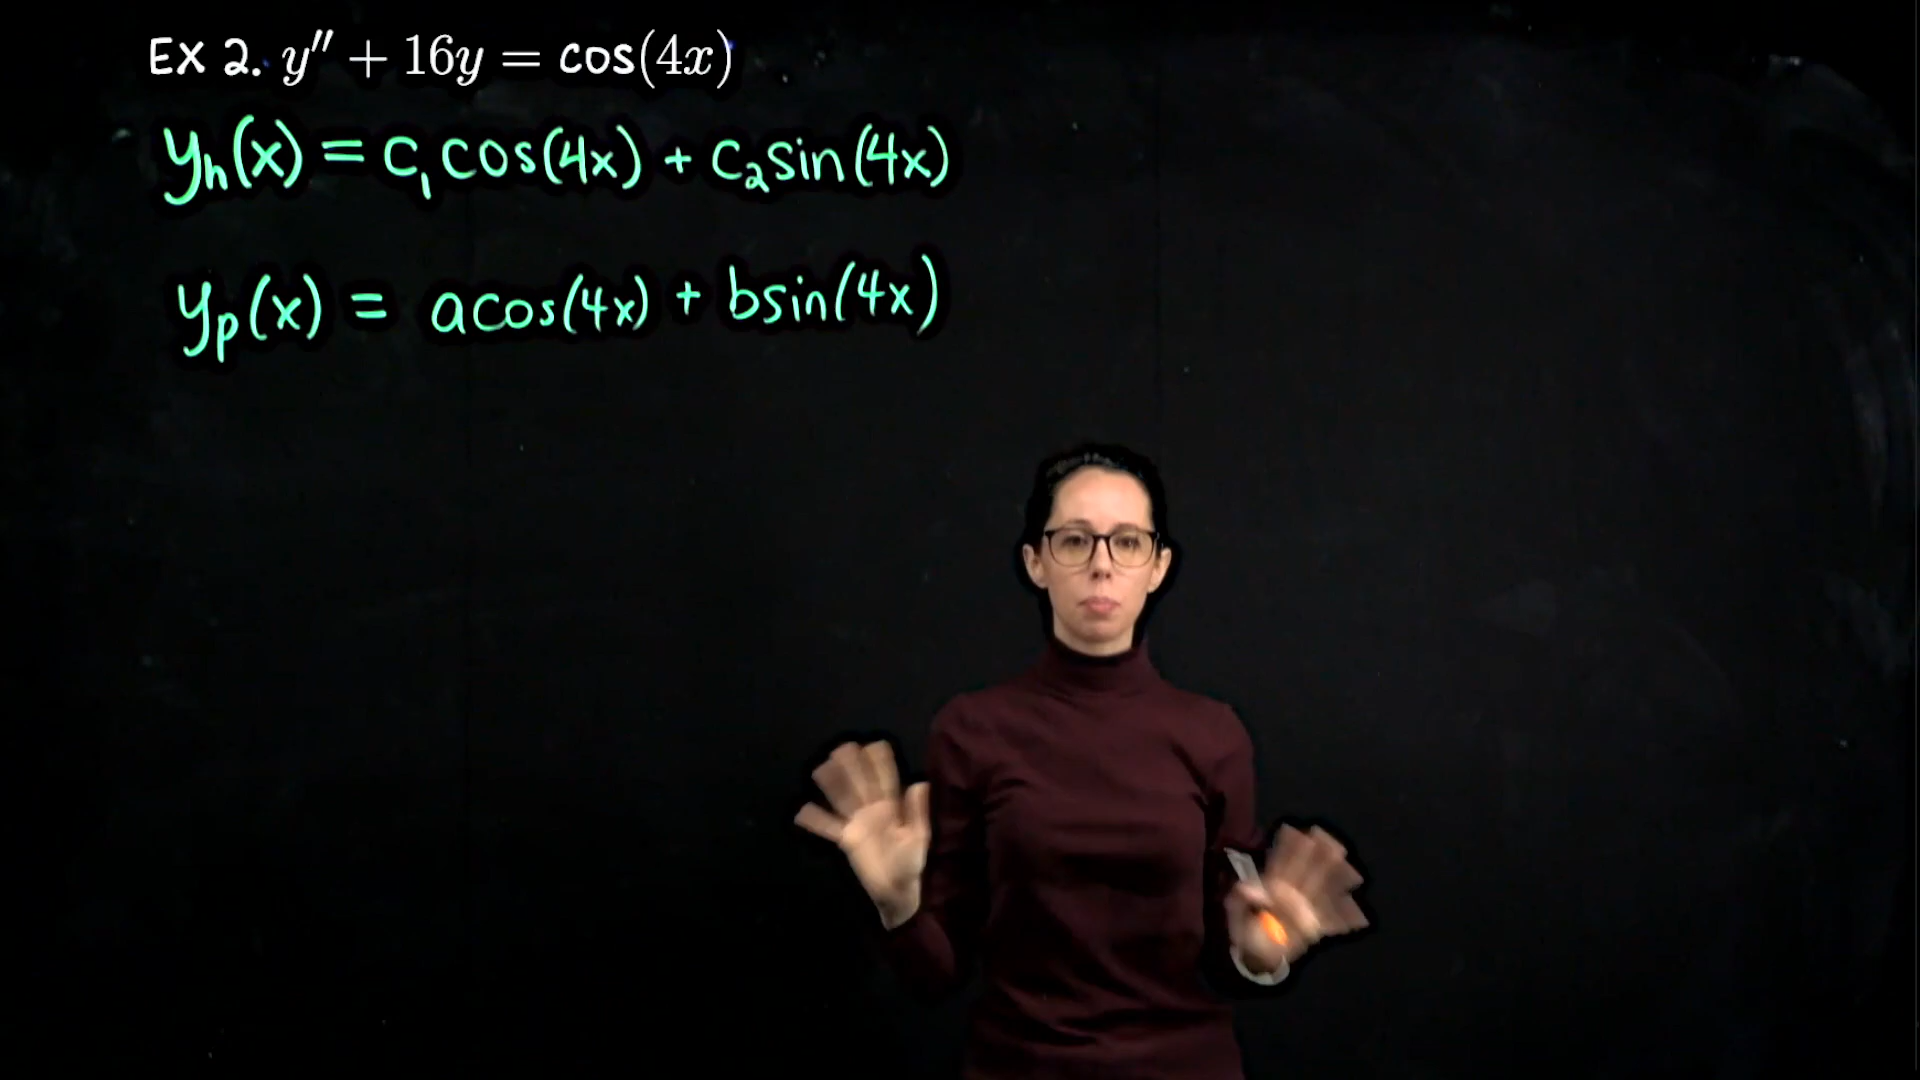 EX 2. y″ + 16y = cos(4x)
yₕ(x) = c₁cos(4x) + c₂sin(4x)
yₚ(x) = acos(4x) + bsin(4x)